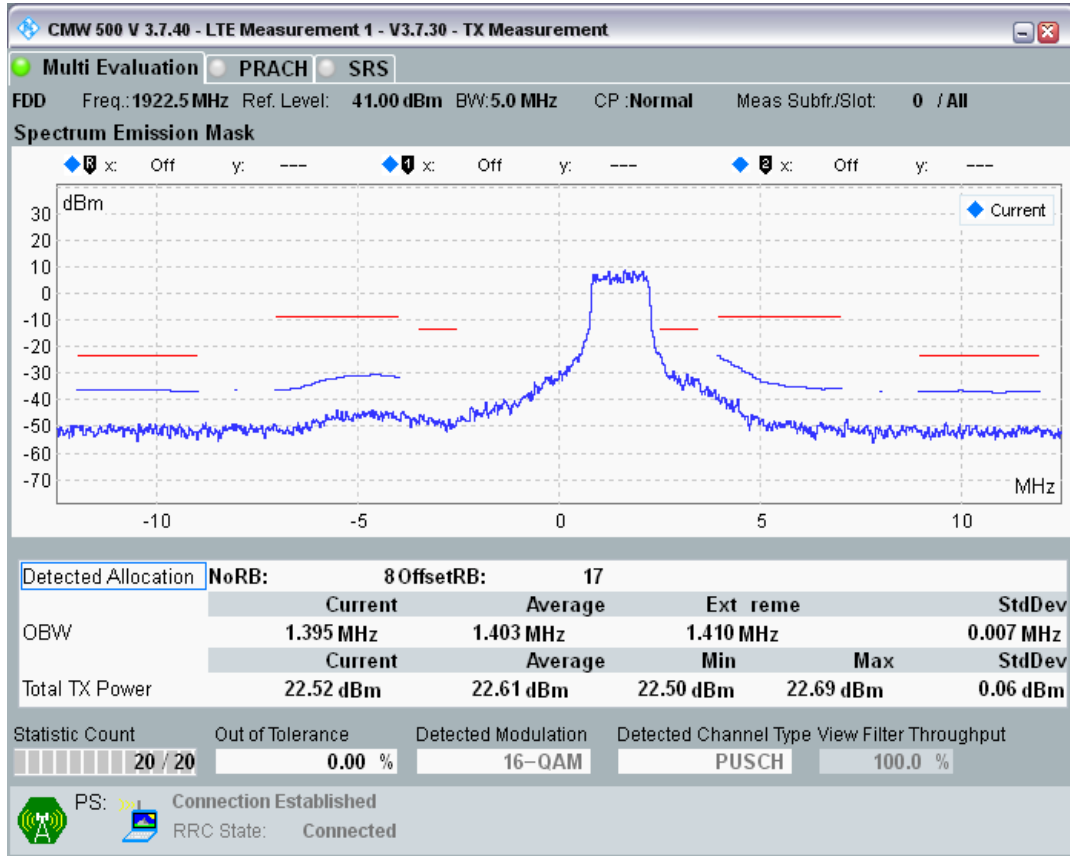 CMW 500 V 3.7.40 - LTE Measurement 1 - V3.7.30 - TX Measurement
Multi Evaluation PRACH SRS
FDD Freq.: 1922.5 MHz Ref. Level: 41.00 dBm BW: 5.0 MHz CP : Normal Meas Subfr./Slot: 0 / All
Spectrum Emission Mask
R x: Off y: --- 1 x: Off y: --- 2 x: Off y: ---
dBm
Current
30
20
10
0
-10
-20
-30
-40
-50
-60
-70
MHz
-10 -5 0 5 10
Detected Allocation NoRB: 8 OffsetRB: 17
Current Average Ext reme StdDev
OBW 1.395 MHz 1.403 MHz 1.410 MHz 0.007 MHz
Current Average Min Max StdDev
Total TX Power 22.52 dBm 22.61 dBm 22.50 dBm 22.69 dBm 0.06 dBm
Statistic Count Out of Tolerance Detected Modulation Detected Channel Type View Filter Throughput
20 / 20 0.00 % 16-QAM PUSCH 100.0 %
PS: Connection Established
RRC State: Connected